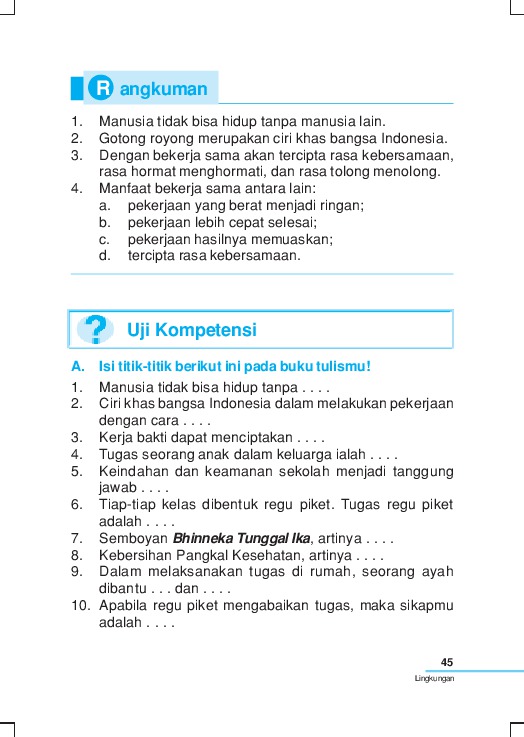 Rangkuman
1. Manusia tidak bisa hidup tanpa manusia lain.
2. Gotong royong merupakan ciri khas bangsa Indonesia.
3. Dengan bekerja sama akan tercipta rasa kebersamaan,
rasa hormat menghormati, dan rasa tolong menolong.
4. Manfaat bekerja sama antara lain:
a. pekerjaan yang berat menjadi ringan;
b. pekerjaan lebih cepat selesai;
c. pekerjaan hasilnya memuaskan;
d. tercipta rasa kebersamaan.
? Uji Kompetensi
A. Isi titik-titik berikut ini pada buku tulismu!
1. Manusia tidak bisa hidup tanpa . . . .
2. Ciri khas bangsa Indonesia dalam melakukan pekerjaan
dengan cara . . . .
3. Kerja bakti dapat menciptakan . . . .
4. Tugas seorang anak dalam keluarga ialah . . . .
5. Keindahan dan keamanan sekolah menjadi tanggung
jawab . . . .
6. Tiap-tiap kelas dibentuk regu piket. Tugas regu piket
adalah . . . .
7. Semboyan Bhinneka Tunggal Ika, artinya . . . .
8. Kebersihan Pangkal Kesehatan, artinya . . . .
9. Dalam melaksanakan tugas di rumah, seorang ayah
dibantu . . . dan . . . .
10. Apabila regu piket mengabaikan tugas, maka sikapmu
adalah . . . .
45
Lingkungan